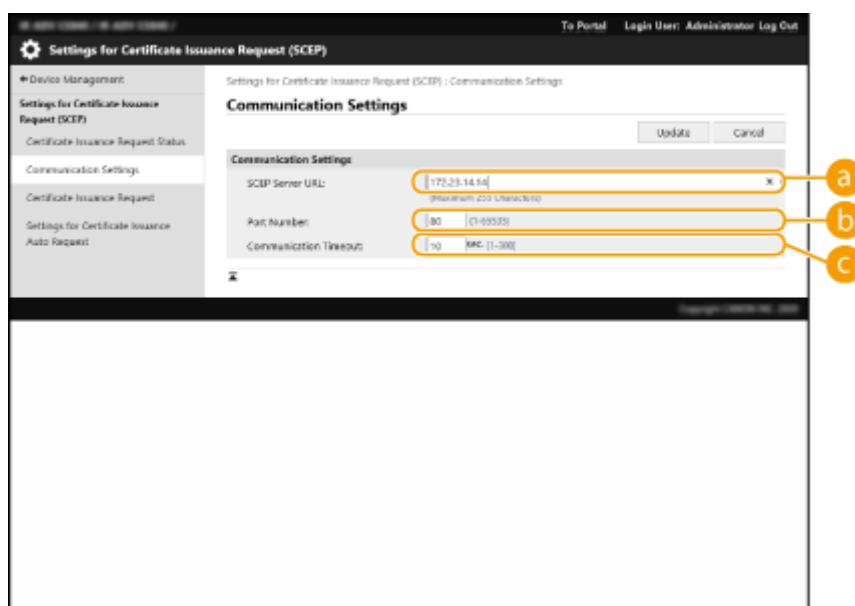 To Portal Login User: Administrator Log Out
Settings for Certificate Issuance Request (SCEP)
Device Management
Settings for Certificate Issuance
Request (SCEP)
Certificate Issuance Request Status
Communication Settings
Certificate Issuance Request
Settings for Certificate Issuance
Auto Request
Settings for Certificate Issuance Request (SCEP) : Communication Settings
Communication Settings
Update Cancel
Communication Settings
SCEP Server URL: 172.23.14.14
(Maximum 255 Characters)
a
Port Number: 80 (1-65535)
b
Communication Timeout: 10 sec. (1-300)
c